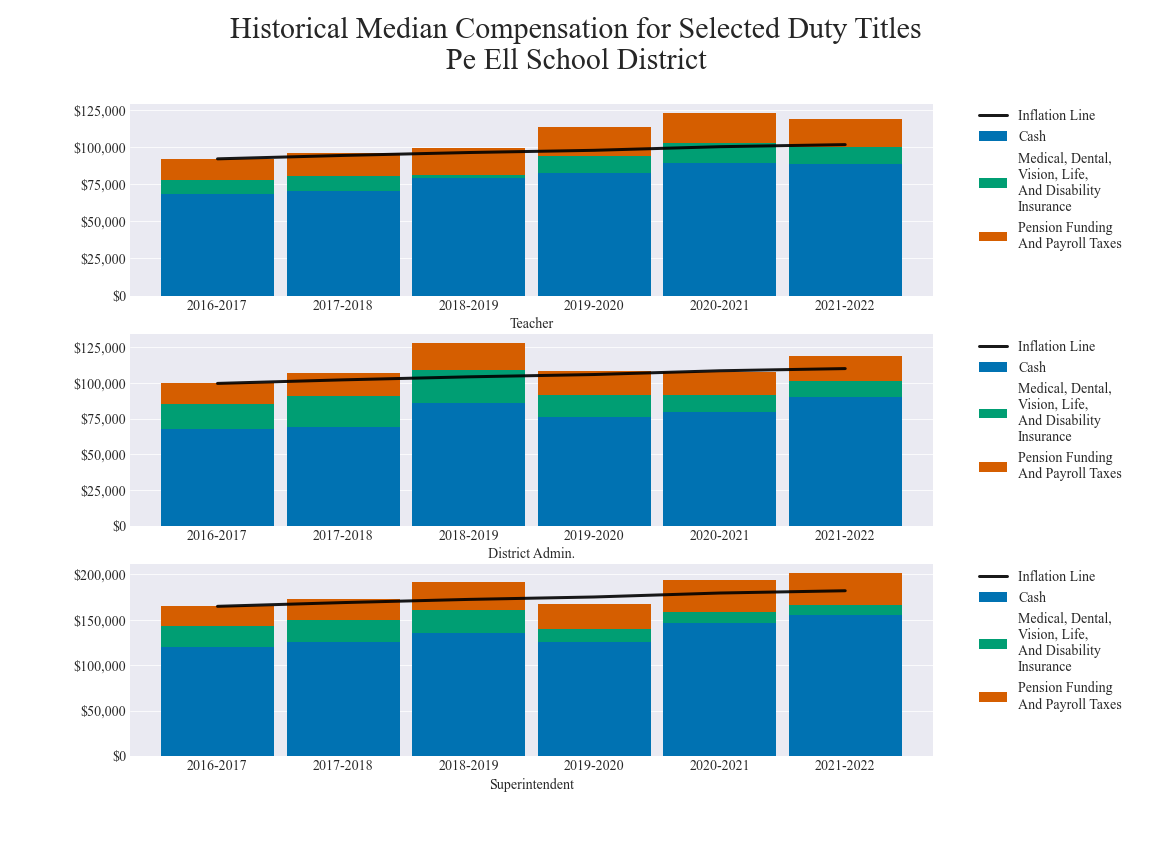 Historical Median Compensation for Selected Duty Titles
Pe Ell School District
$125,000
$100,000
$75,000
$50,000
$25,000
$0
2016-2017
2017-2018
2018-2019
2019-2020
2020-2021
2021-2022
Teacher
Inflation Line
Cash
Medical, Dental,
Vision, Life,
And Disability
Insurance
Pension Funding
And Payroll Taxes
$125,000
$100,000
$75,000
$50,000
$25,000
$0
2016-2017
2017-2018
2018-2019
2019-2020
2020-2021
2021-2022
District Admin.
Inflation Line
Cash
Medical, Dental,
Vision, Life,
And Disability
Insurance
Pension Funding
And Payroll Taxes
$200,000
$150,000
$100,000
$50,000
$0
2016-2017
2017-2018
2018-2019
2019-2020
2020-2021
2021-2022
Superintendent
Inflation Line
Cash
Medical, Dental,
Vision, Life,
And Disability
Insurance
Pension Funding
And Payroll Taxes